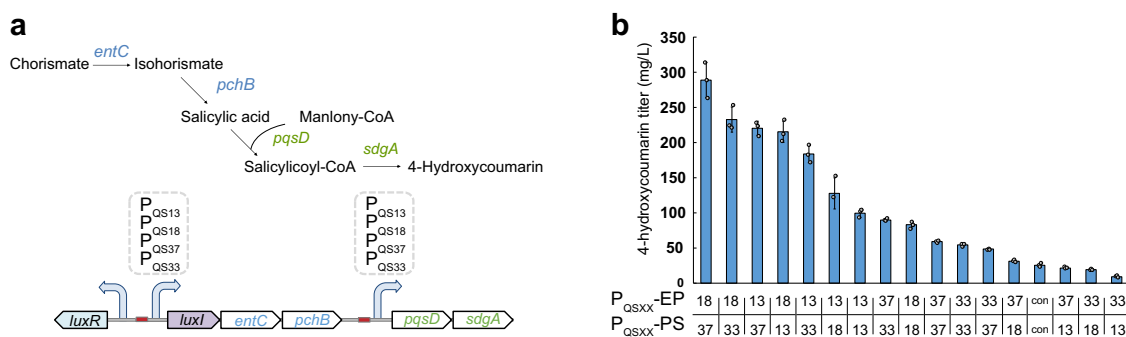 a
Chorismate entC Isohorismate
pchB
Salicylic acid Manlony-CoA
pqsD
sdgA
Salicylicoyl-CoA 4-Hydroxycoumarin
PQS13
PQS18
PQS37
PQS33
PQS13
PQS18
PQS37
PQS33
luxR luxI entC pchB pqsD sdgA
b
4-hydroxycoumarin titer (mg/L)
350
300
250
200
150
100
50
0
PQSXX-EP 18 18 13 18 13 13 13 37 18 37 33 33 37 con 37 33 33
PQSXX-PS 37 33 37 13 33 18 13 33 18 37 33 37 18 con 13 18 13